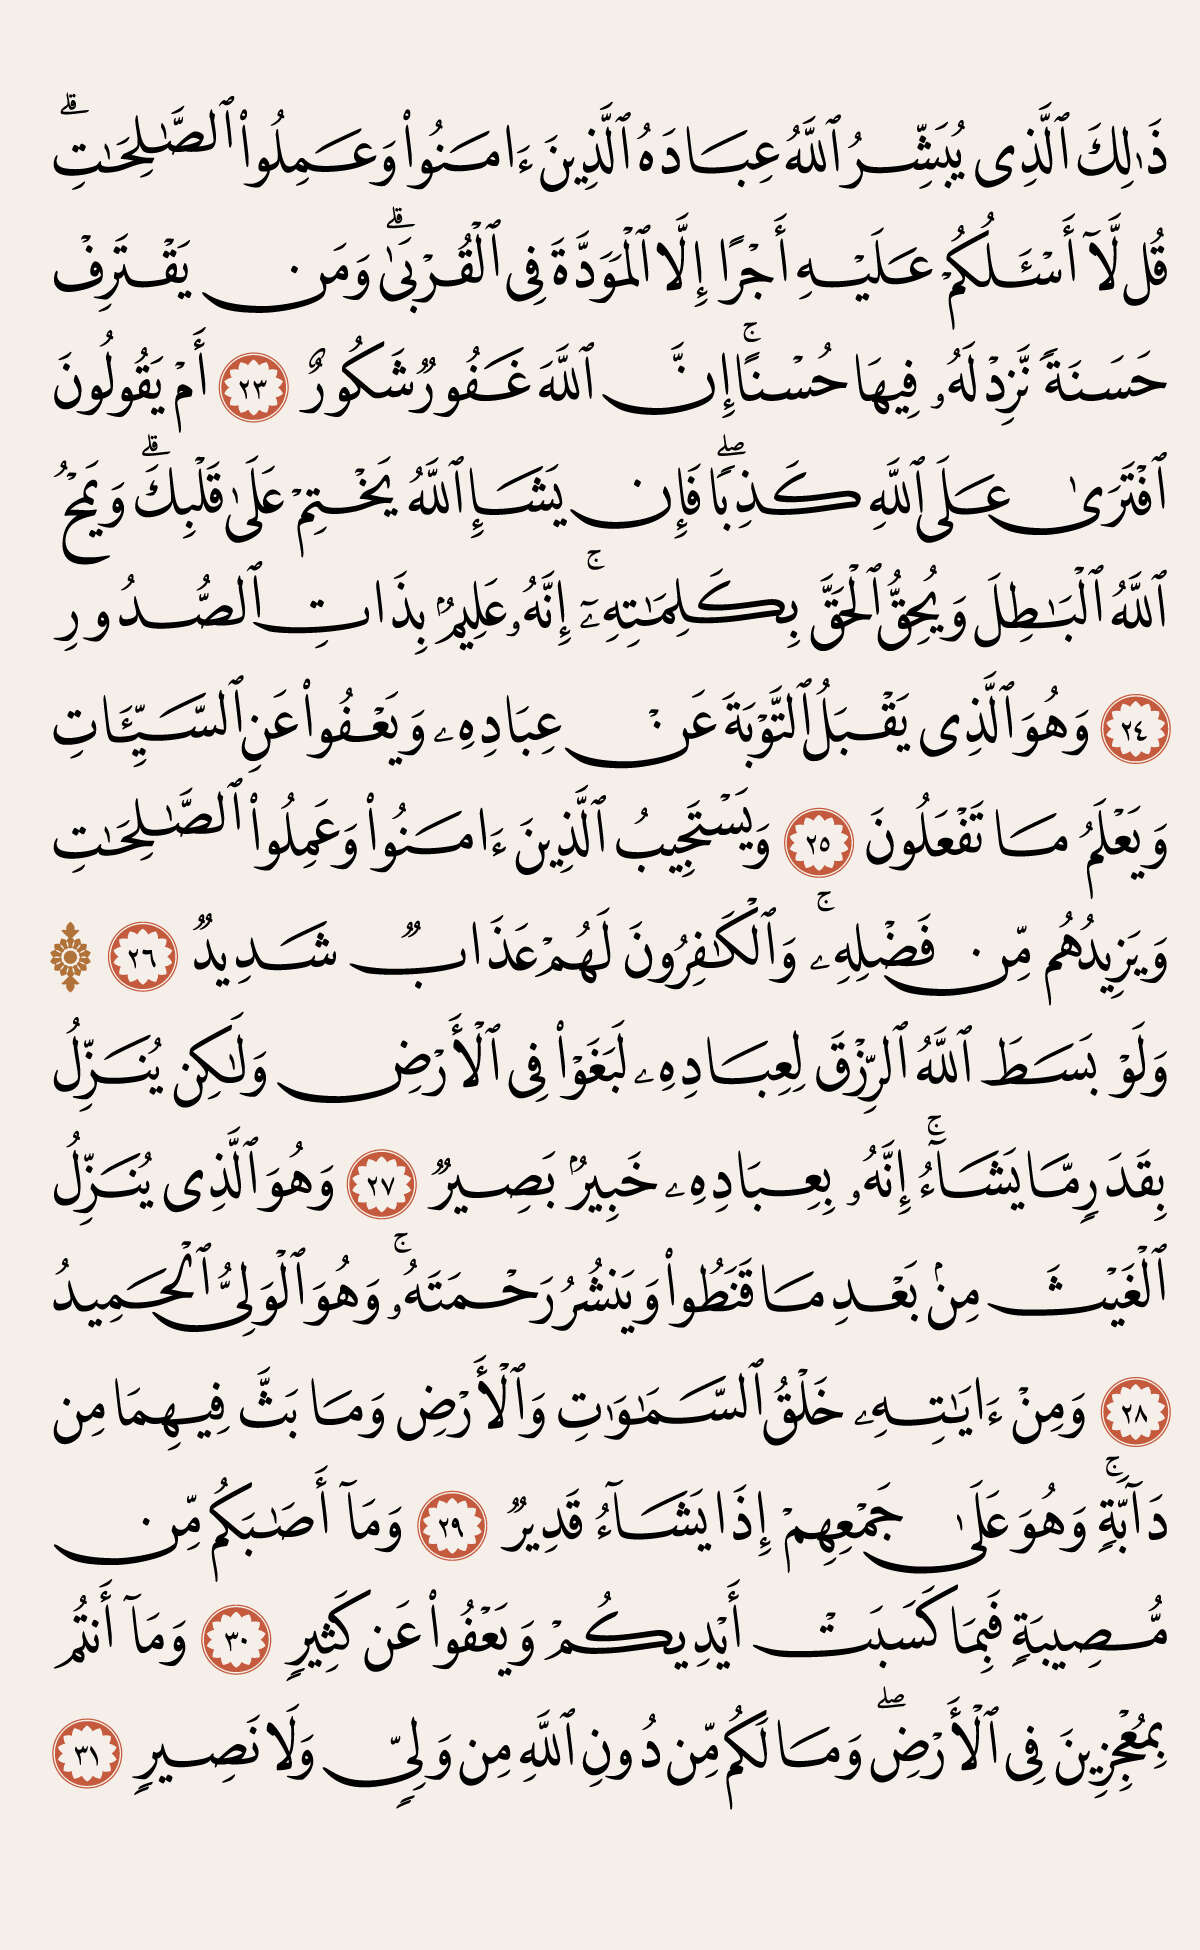 ذَٰلِكَ ٱلَّذِى يُبَشِّرُ ٱللَّهُ عِبَادَهُ ٱلَّذِينَ ءَامَنُوا۟ وَعَمِلُوا۟ ٱلصَّـٰلِحَـٰتِ ۗ
قُل لَّآ أَسْـَٔلُكُمْ عَلَيْهِ أَجْرًا إِلَّا ٱلْمَوَدَّةَ فِى ٱلْقُرْبَىٰ ۗ وَمَن يَقْتَرِفْ
حَسَنَةً نَّزِدْ لَهُۥ فِيهَا حُسْنًا ۚ إِنَّ ٱللَّهَ غَفُورٌ شَكُورٌ ٢٣ أَمْ يَقُولُونَ
ٱفْتَرَىٰ عَلَى ٱللَّهِ كَذِبًا ۖ فَإِن يَشَإِ ٱللَّهُ يَخْتِمْ عَلَىٰ قَلْبِكَ ۗ وَيَمْحُ
ٱللَّهُ ٱلْبَـٰطِلَ وَيُحِقُّ ٱلْحَقَّ بِكَلِمَـٰتِهِۦٓ ۚ إِنَّهُۥ عَلِيمٌۢ بِذَاتِ ٱلصُّدُورِ
٢٤ وَهُوَ ٱلَّذِى يَقْبَلُ ٱلتَّوْبَةَ عَنْ عِبَادِهِۦ وَيَعْفُوا۟ عَنِ ٱلسَّيِّـَٔاتِ
وَيَعْلَمُ مَا تَفْعَلُونَ ٢٥ وَيَسْتَجِيبُ ٱلَّذِينَ ءَامَنُوا۟ وَعَمِلُوا۟ ٱلصَّـٰلِحَـٰتِ
وَيَزِيدُهُم مِّن فَضْلِهِۦ ۚ وَٱلْكَـٰفِرُونَ لَهُمْ عَذَابٌ شَدِيدٌ ٢٦ ۞
وَلَوْ بَسَطَ ٱللَّهُ ٱلرِّزْقَ لِعِبَادِهِۦ لَبَغَوْا۟ فِى ٱلْأَرْضِ وَلَـٰكِن يُنَزِّلُ
بِقَدَرٍ مَّا يَشَآءُ ۚ إِنَّهُۥ بِعِبَادِهِۦ خَبِيرٌۢ بَصِيرٌ ٢٧ وَهُوَ ٱلَّذِى يُنَزِّلُ
ٱلْغَيْثَ مِنۢ بَعْدِ مَا قَنَطُوا۟ وَيَنشُرُ رَحْمَتَهُۥ ۚ وَهُوَ ٱلْوَلِىُّ ٱلْحَمِيدُ
٢٨ وَمِنْ ءَايَـٰتِهِۦ خَلْقُ ٱلسَّمَـٰوَٰتِ وَٱلْأَرْضِ وَمَا بَثَّ فِيهِمَا مِن
دَآبَّةٍ ۚ وَهُوَ عَلَىٰ جَمْعِهِمْ إِذَا يَشَآءُ قَدِيرٌ ٢٩ وَمَآ أَصَـٰبَكُم مِّن
مُّصِيبَةٍ فَبِمَا كَسَبَتْ أَيْدِيكُمْ وَيَعْفُوا۟ عَن كَثِيرٍ ٣٠ وَمَآ أَنتُم
بِمُعْجِزِينَ فِى ٱلْأَرْضِ ۖ وَمَا لَكُم مِّن دُونِ ٱللَّهِ مِن وَلِىٍّ وَلَا نَصِيرٍ ٣١